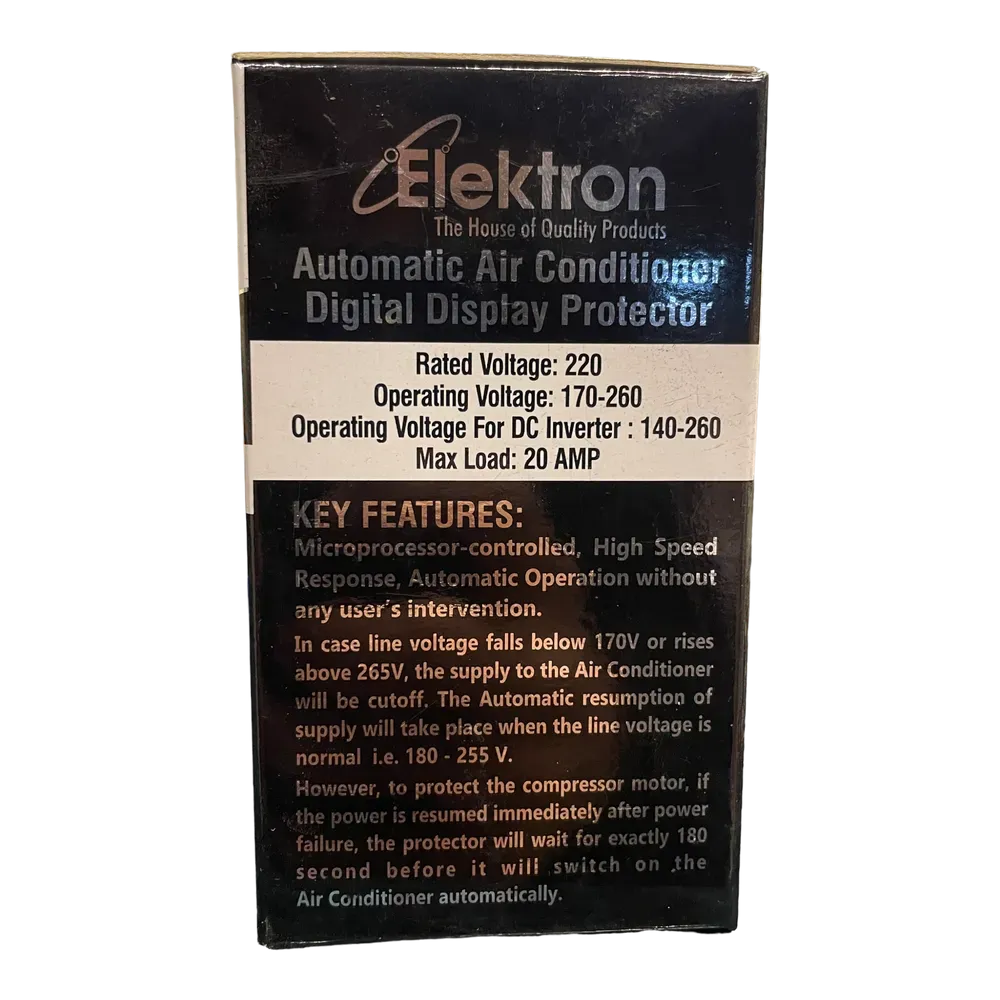 Elektron
The House of Quality Products
Automatic Air Conditioner
Digital Display Protector
Rated Voltage: 220
Operating Voltage: 170-260
Operating Voltage For DC Inverter : 140-260
Max Load: 20 AMP
KEY FEATURES:
Microprocessor-controlled, High Speed
Response, Automatic Operation without
any user's intervention.
In case line voltage falls below 170V or rises
above 265V, the supply to the Air Conditioner
will be cutoff. The Automatic resumption of
supply will take place when the line voltage is
normal i.e. 180 - 255 V.
However, to protect the compressor motor, if
the power is resumed immediately after power
failure, the protector will wait for exactly 180
second before it will switch on the
Air Conditioner automatically.